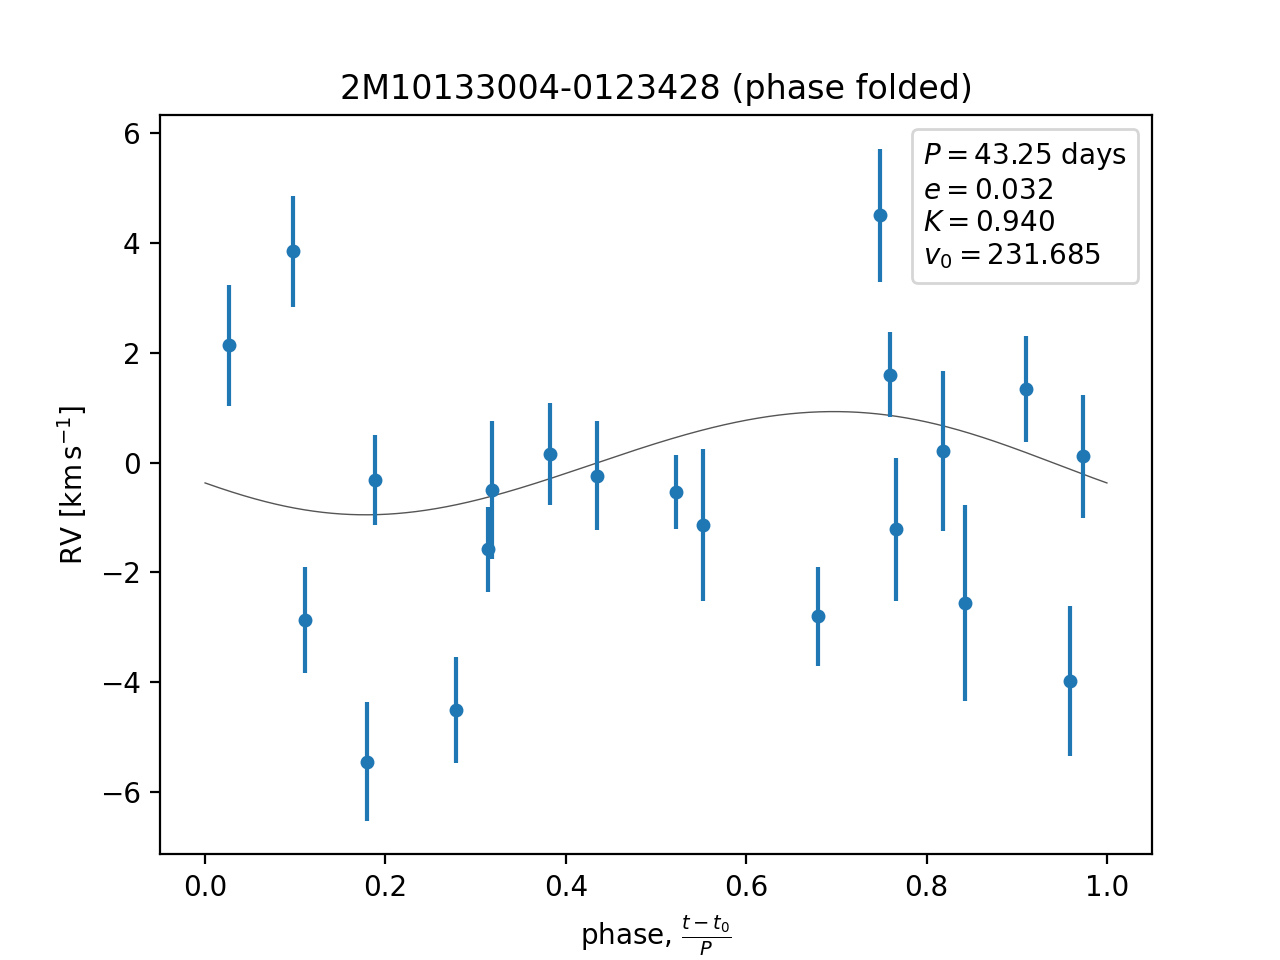 2M10133004-0123428 (phase folded)
P = 43.25 days
e = 0.032
K = 0.940
v₀ = 231.685
6
4
2
0
−2
−4
−6
RV [km s⁻¹]
0.0 0.2 0.4 0.6 0.8 1.0
phase, (t − t₀)/P